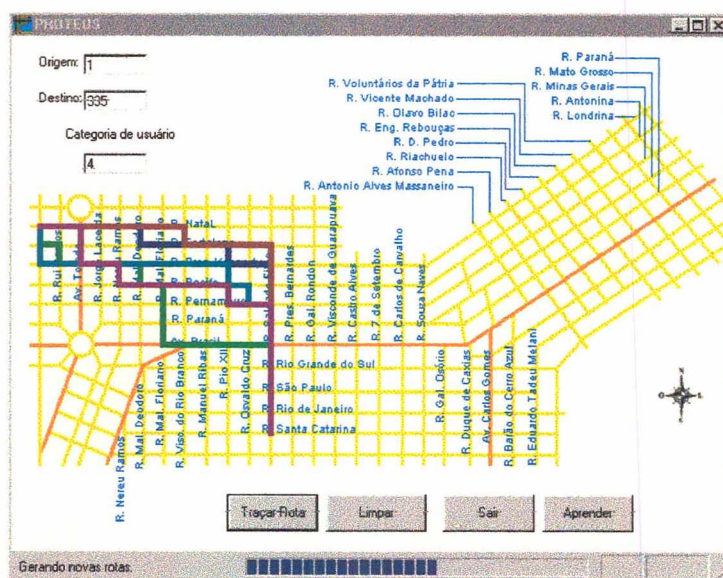 PROTEUS
Origem: 1
Destino: 335
Categoria de usuário
4
R. Paraná
R. Mato Grosso
R. Minas Gerais
R. Antonina
R. Londrina
R. Voluntários da Pátria
R. Vicente Machado
R. Olavo Bilac
R. Eng. Rebouças
R. D. Pedro
R. Riachuelo
R. Afonso Pena
R. Antonio Alves Massaneiro
Natal
R. Rui
Av.
R. Jorge Lacerda
Ramos
R. Mal. Deodoro
R. Mal. Floriano
R. Pernam
R. Paraná
Av. Brasil
R. Pres. Bernardes
R. Gal. Rondon
R. Visconde de Guarapuava
R. Castro Alves
R. 7 de Setembro
R. Carlos de Carvalho
R. Souza Naves
R. Rio Grande do Sul
R. São Paulo
R. Rio de Janeiro
R. Santa Catarina
R. Nereu Ramos
R. Mal. Deodoro
R. Mal. Floriano
R. Visc. do Rio Branco
R. Manuel Ribas
R. Pio XII
R. Osvaldo Cruz
R. Gal. Osório
R. Duque de Caxias
Av. Carlos Gomes
R. Barão do Cerro Azul
R. Eduardo Tadeu Melani
N
Traçar Rota
Limpar
Sair
Aprender
Gerando novas rotas.